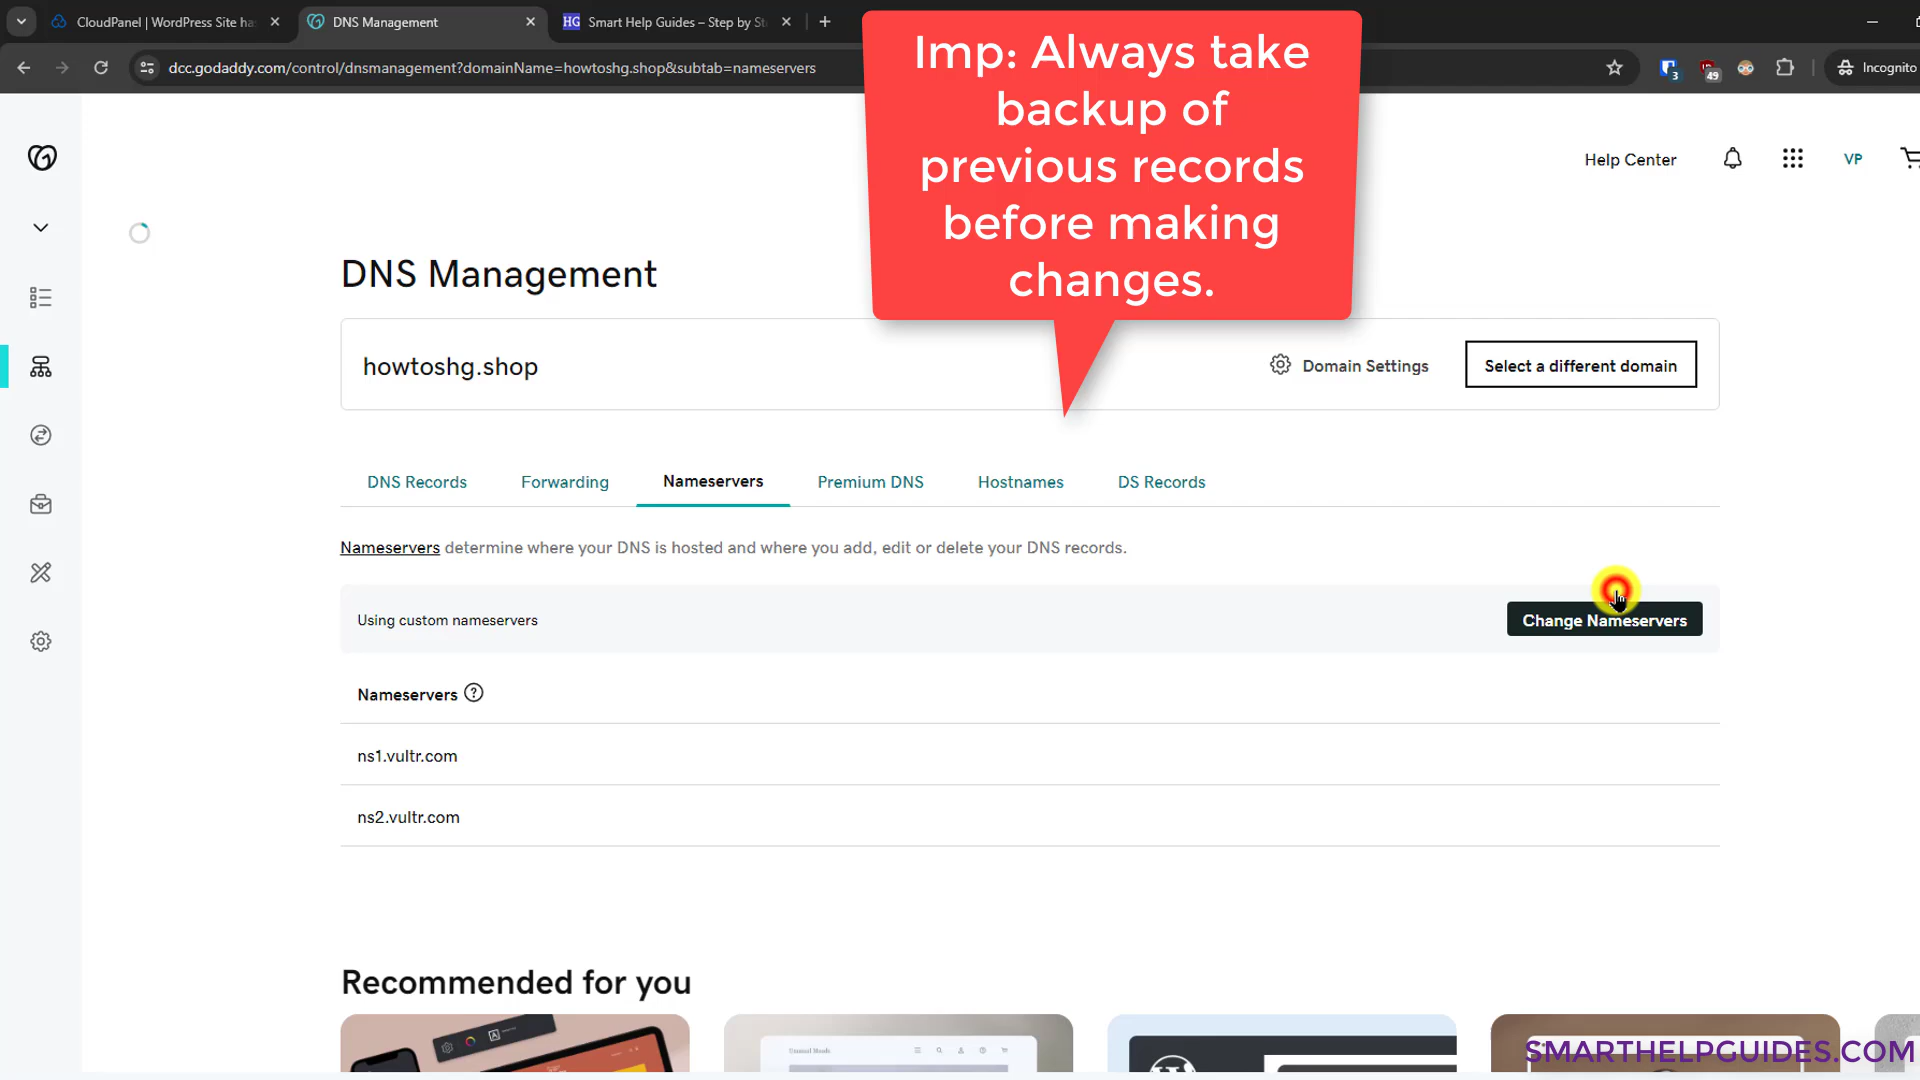 CloudPanel | WordPress Site ha
DNS Management
HG
Smart Help Guides – Step by St
dcc.godaddy.com/control/dnsmanagement?domainName=howtoshg.shop&subtab=nameservers
3
49
Incognito
Imp: Always take
backup of
previous records
before making
changes.
Help Center
VP
DNS Management
howtoshg.shop
Domain Settings
Select a different domain
DNS Records
Forwarding
Nameservers
Premium DNS
Hostnames
DS Records
Nameservers determine where your DNS is hosted and where you add, edit or delete your DNS records.
Using custom nameservers
Change Nameservers
Nameservers ?
ns1.vultr.com
ns2.vultr.com
Recommended for you
SMARTHELPGUIDES.COM